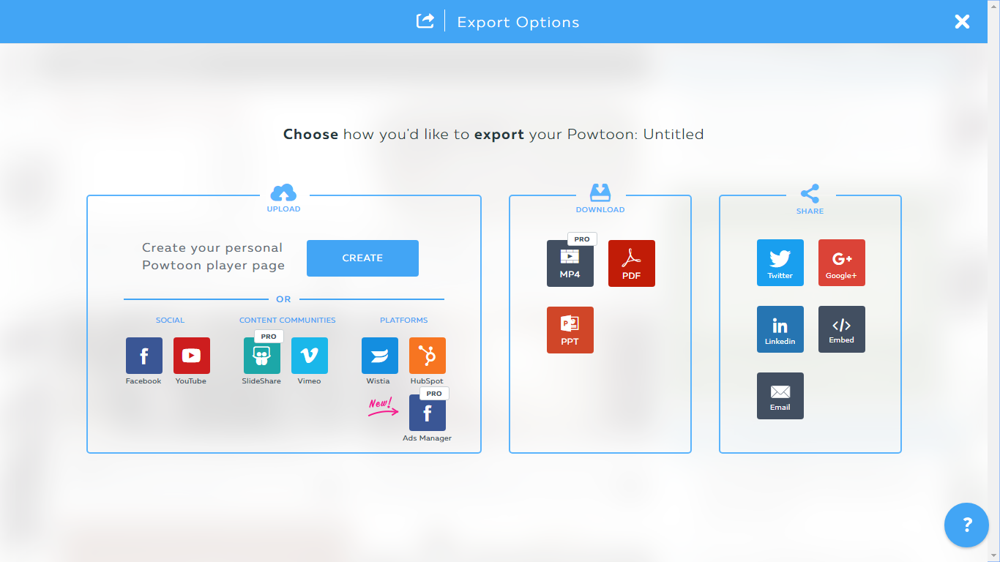 Export Options
Choose how you'd like to export your Powtoon: Untitled
UPLOAD
Create your personal
Powtoon player page
CREATE
OR
SOCIAL
CONTENT COMMUNITIES
PLATFORMS
PRO
Facebook
YouTube
SlideShare
Vimeo
Wistia
HubSpot
New!
PRO
Ads Manager
DOWNLOAD
PRO
MP4
PDF
PPT
SHARE
Twitter
G+
Google+
in
Linkedin
</>
Embed
Email
?